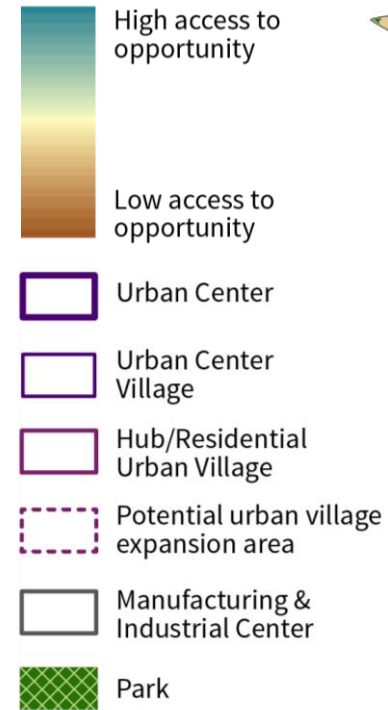 High access to
opportunity
Low access to
opportunity
Urban Center
Urban Center
Village
Hub/Residential
Urban Village
Potential urban village
expansion area
Manufacturing &
Industrial Center
Park